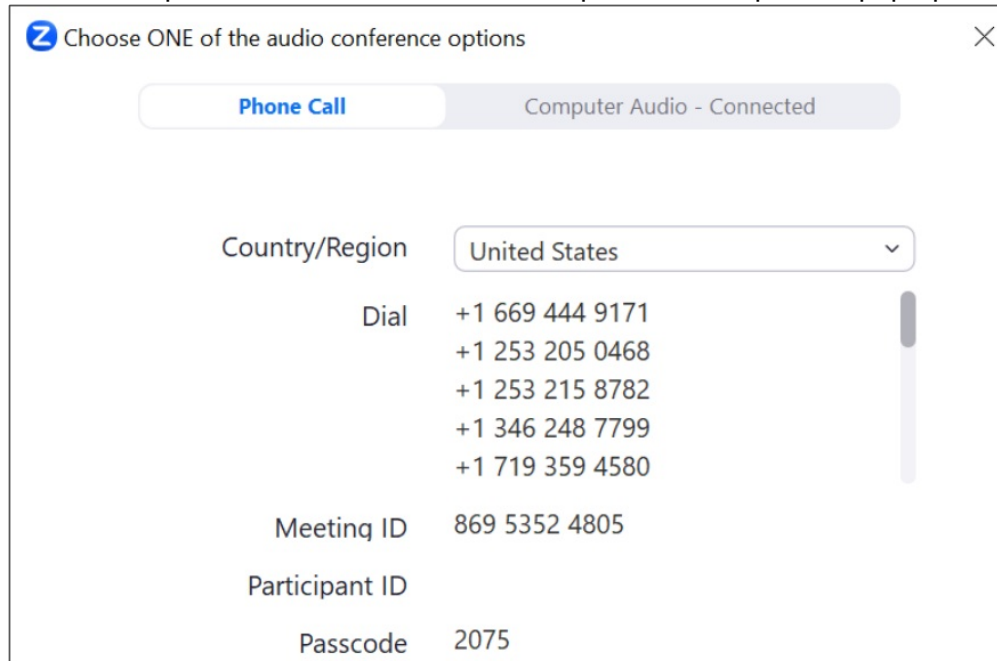 Choose ONE of the audio conference options
Phone Call Computer Audio - Connected
Country/Region United States
Dial +1 669 444 9171
+1 253 205 0468
+1 253 215 8782
+1 346 248 7799
+1 719 359 4580
Meeting ID 869 5352 4805
Participant ID
Passcode 2075